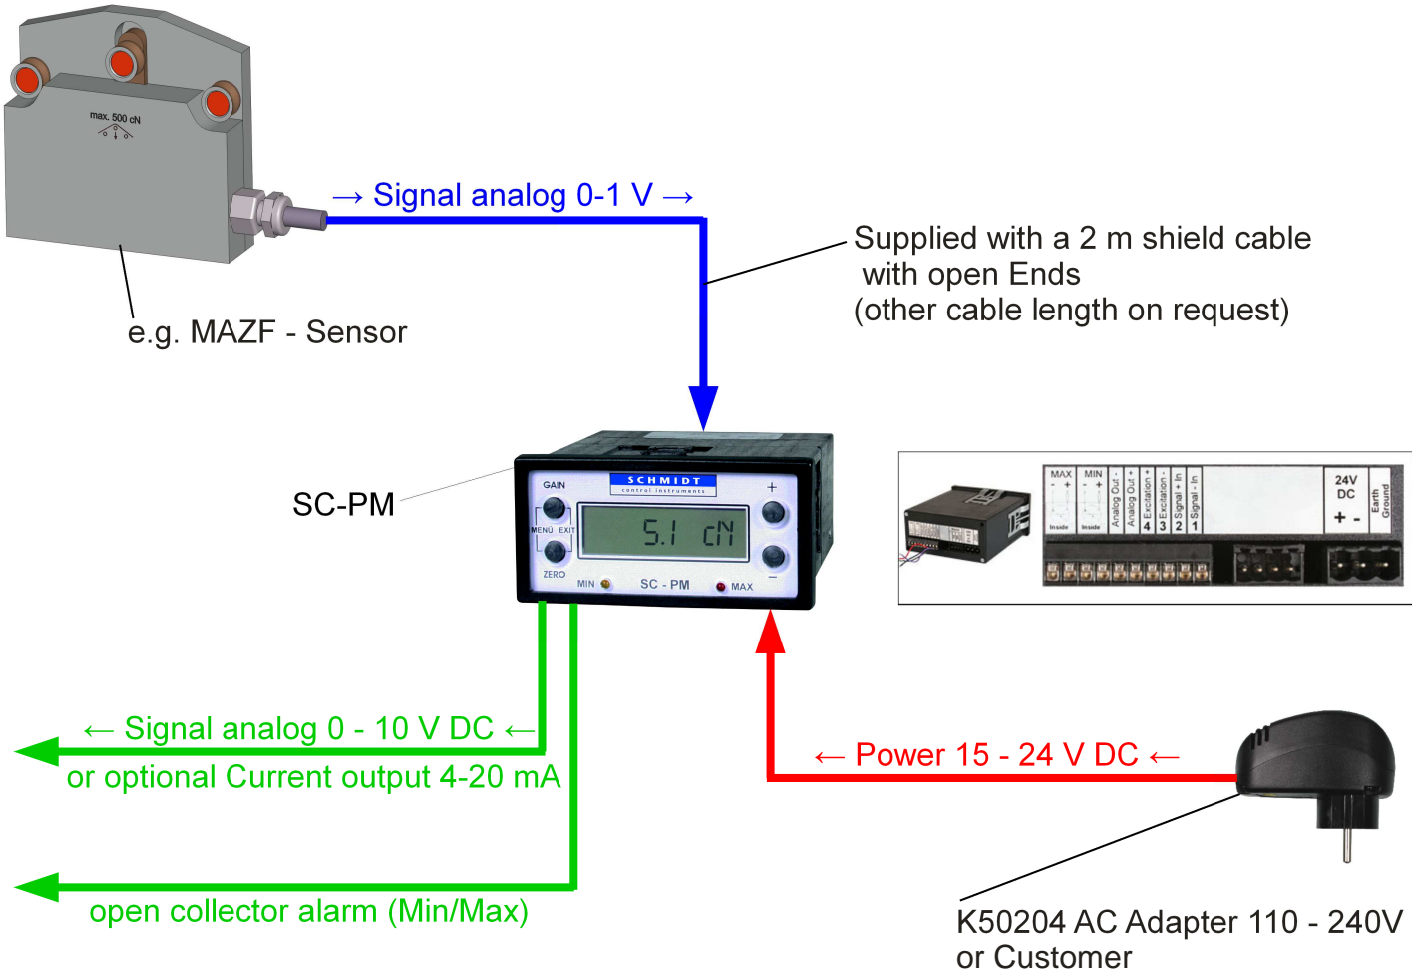 max. 500 cN
→ Signal analog 0-1 V →
Supplied with a 2 m shield cable
with open Ends
(other cable length on request)
e.g. MAZF - Sensor
SC-PM
SCHMIDT
control instruments
GAIN
+
MENÜ EXIT
5.1 cN
ZERO
−
MIN
SC - PM
MAX
MAX
- +
Inside
MIN
- +
Inside
Analog Out -
Analog Out +
4 Excitation +
3 Excitation -
2 Signal + In
1 Signal - In
24V
DC
+ -
Earth
Ground
← Signal analog 0 - 10 V DC ←
or optional Current output 4-20 mA
← Power 15 - 24 V DC ←
open collector alarm (Min/Max)
K50204 AC Adapter 110 - 240V
or Customer